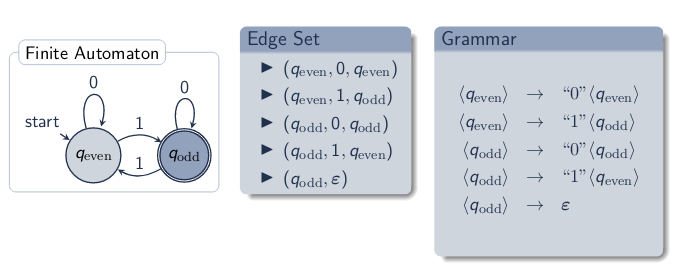 Finite Automaton
0
0
start
1
q_even
q_odd
1
Edge Set
▶ (q_even, 0, q_even)
▶ (q_even, 1, q_odd)
▶ (q_odd, 0, q_odd)
▶ (q_odd, 1, q_even)
▶ (q_odd, ε)
Grammar
⟨q_even⟩ → “0”⟨q_even⟩
⟨q_even⟩ → “1”⟨q_odd⟩
⟨q_odd⟩ → “0”⟨q_odd⟩
⟨q_odd⟩ → “1”⟨q_even⟩
⟨q_odd⟩ → ε